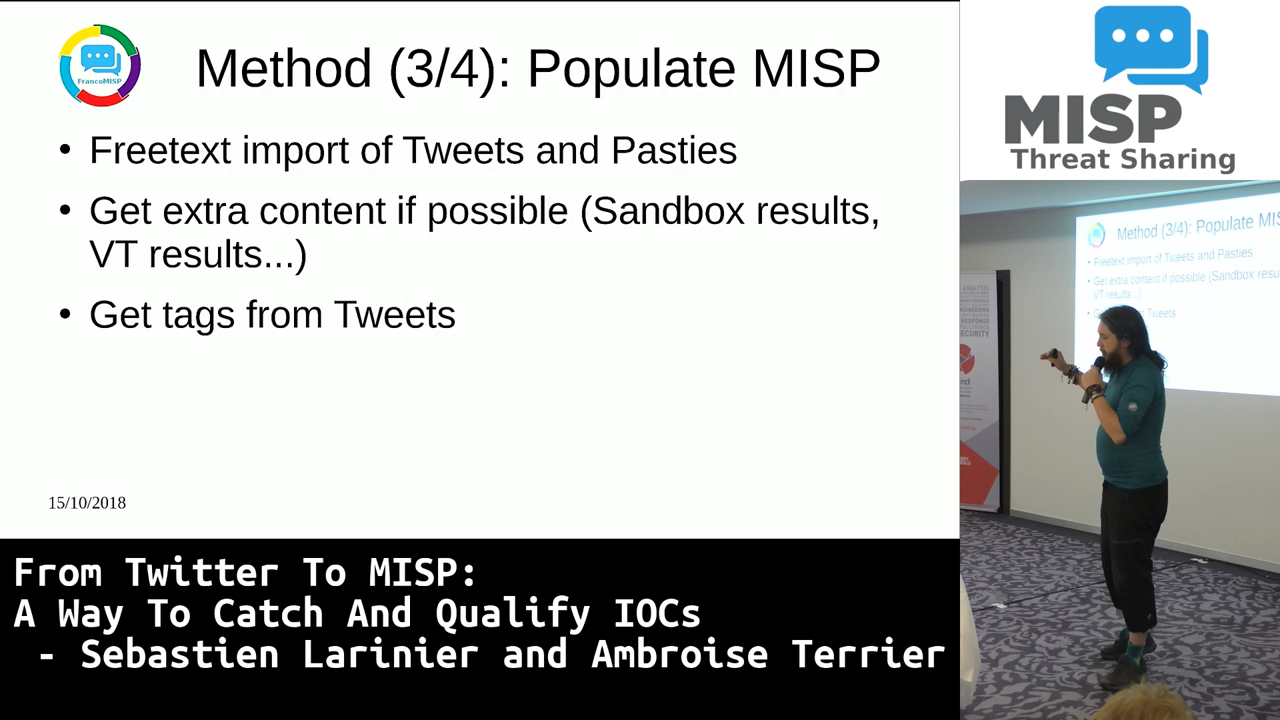 FrancoMISP
Method (3/4): Populate MISP
• Freetext import of Tweets and Pasties
• Get extra content if possible (Sandbox results,
VT results...)
• Get tags from Tweets
15/10/2018
From Twitter To MISP:
A Way To Catch And Qualify IOCs
- Sebastien Larinier and Ambroise Terrier
MISP
Threat Sharing
Method (3/4): Populate MIS
• Freetext import of Tweets and Pasties
• Get extra content if possible (Sandbox resu
VT results...)
Tweets
ANALYSIS
RESPONSE
SECURITY